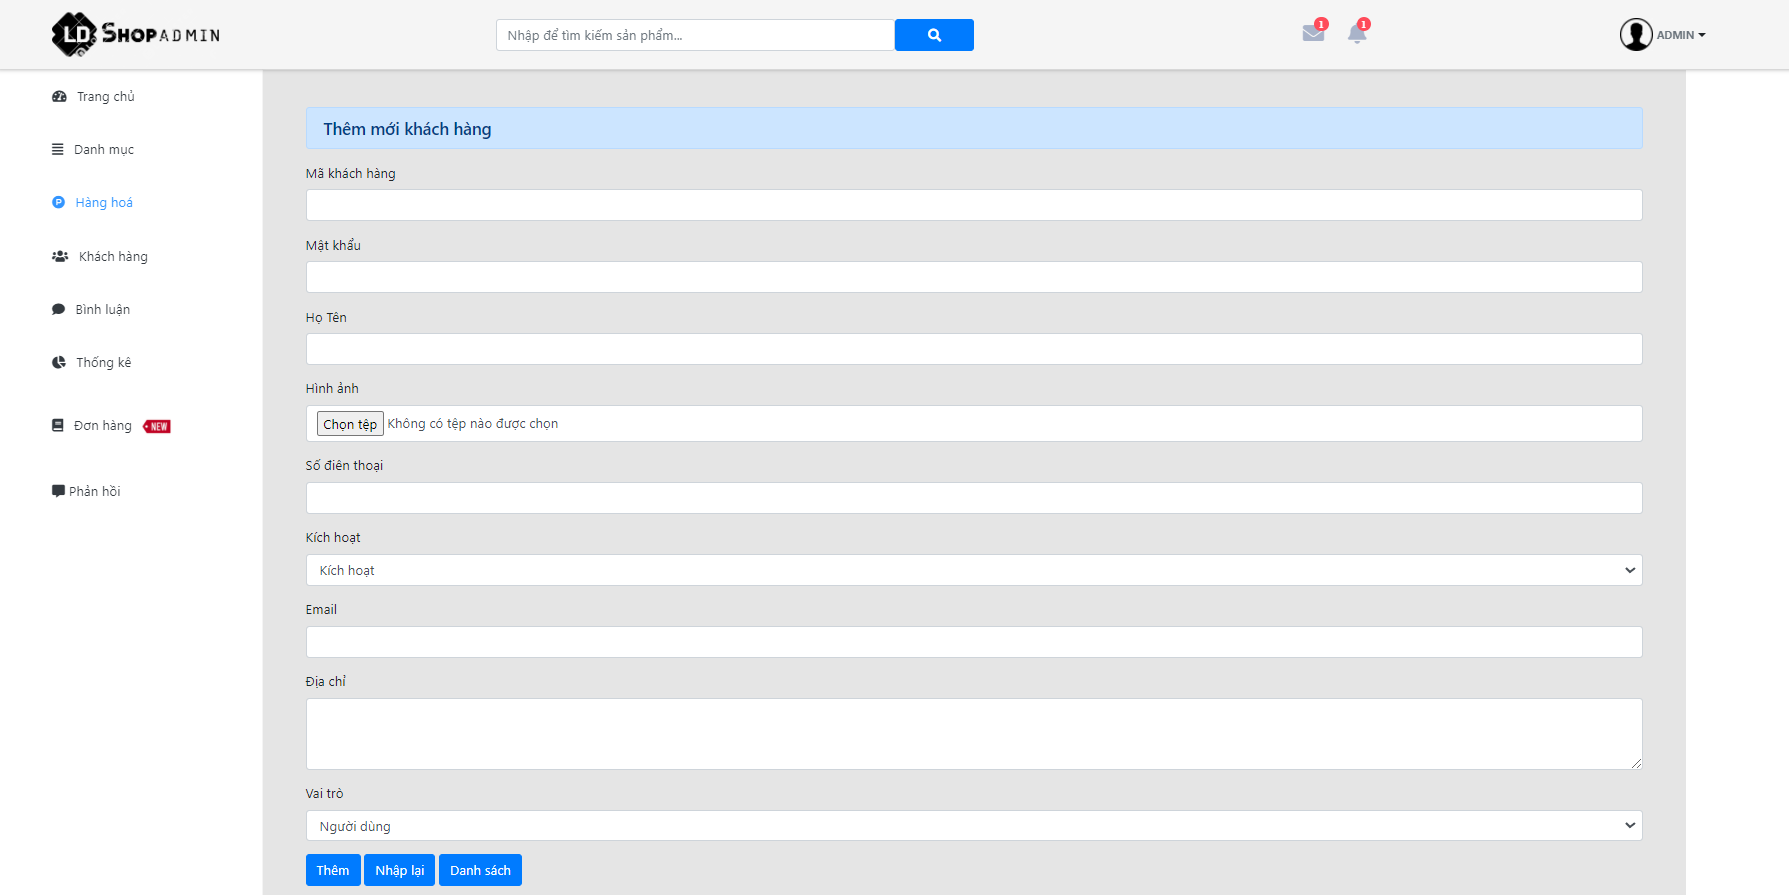 LD SHOP ADMIN
Nhập để tìm kiếm sản phẩm...
1
1
ADMIN
Trang chủ
Danh mục
Hàng hoá
Khách hàng
Bình luận
Thống kê
Đơn hàng NEW
Phản hồi
Thêm mới khách hàng
Mã khách hàng
Mật khẩu
Họ Tên
Hình ảnh
Chọn tệp Không có tệp nào được chọn
Số điên thoại
Kích hoạt
Kích hoạt
Email
Địa chỉ
Vai trò
Người dùng
Thêm Nhập lại Danh sách